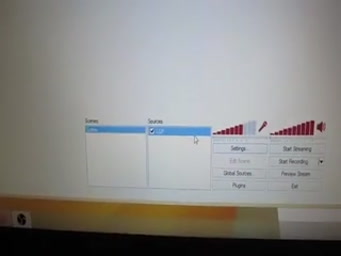 Scenes:
Sources:
Settings...
Start Streaming
Edit Scene
Start Recording
Global Sources...
Preview Stream
Plugins
Exit